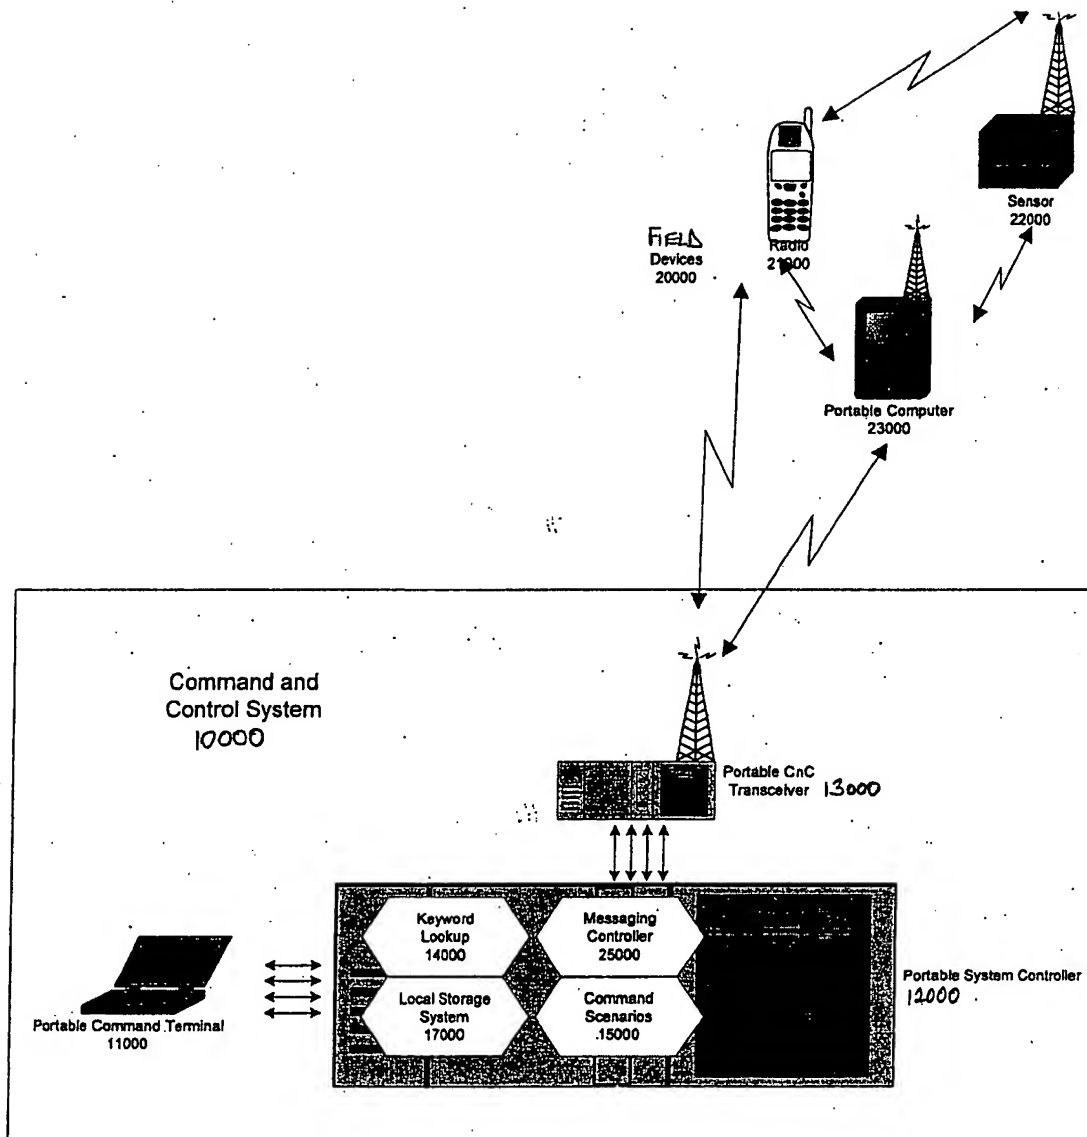 Sensor
22000
FIELD
Devices
20000
Radio
21000
Portable Computer
23000
Command and
Control System
10000
Portable CnC
Transceiver 13000
Keyword
Lookup
14000
Messaging
Controller
25000
Local Storage
System
17000
Command
Scenarios
15000
Portable System Controller
12000
Portable Command Terminal
11000